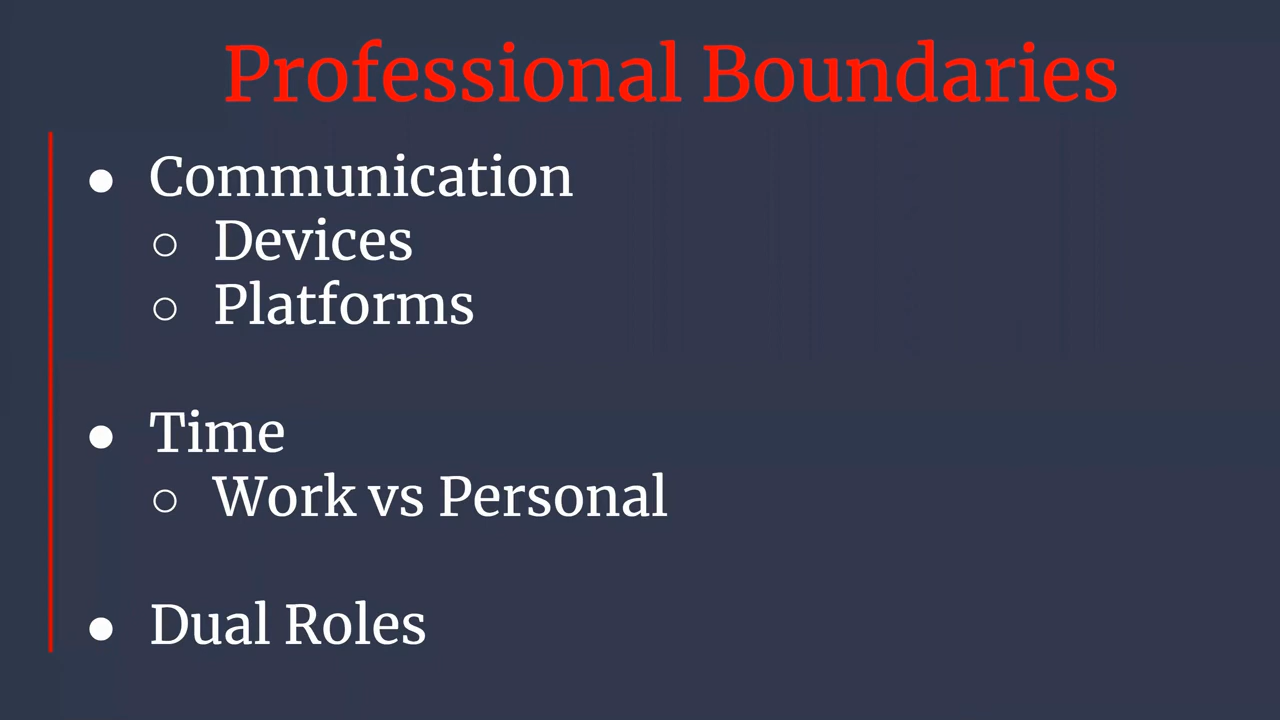 Professional Boundaries
● Communication
○ Devices
○ Platforms
● Time
○ Work vs Personal
● Dual Roles